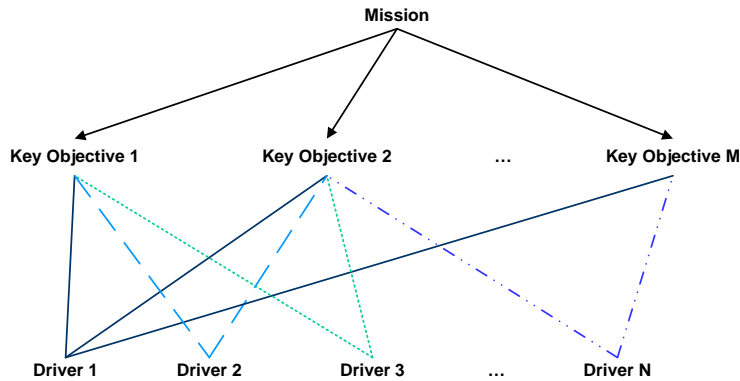 Mission
Key Objective 1 Key Objective 2 ... Key Objective M
Driver 1 Driver 2 Driver 3 ... Driver N